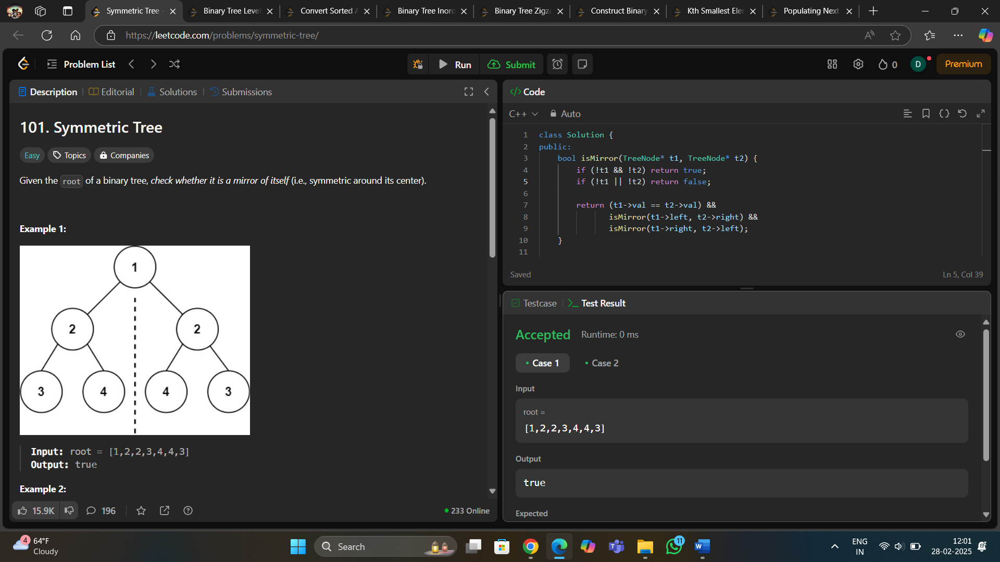 Symmetric Tree -
Binary Tree Level
Convert Sorted A
Binary Tree Inord
Binary Tree Zigza
Construct Binary
Kth Smallest Eler
Populating Next
https://leetcode.com/problems/symmetric-tree/
Problem List
Run
Submit
0
D
Premium
Description
Editorial
Solutions
Submissions
101. Symmetric Tree
Easy
Topics
Companies
Given the root of a binary tree, check whether it is a mirror of itself (i.e., symmetric around its center).
Example 1:
1
2 2
3 4 4 3
Input: root = [1,2,2,3,4,4,3]
Output: true
Example 2:
15.9K
196
233 Online
</> Code
C++
Auto
1 class Solution {
2 public:
3 bool isMirror(TreeNode* t1, TreeNode* t2) {
4 if (!t1 && !t2) return true;
5 if (!t1 || !t2) return false;
6
7 return (t1->val == t2->val) &&
8 isMirror(t1->left, t2->right) &&
9 isMirror(t1->right, t2->left);
10 }
11
Saved
Ln 5, Col 39
Testcase
Test Result
Accepted
Runtime: 0 ms
Case 1
Case 2
Input
root =
[1,2,2,3,4,4,3]
Output
true
Expected
4
64°F
Cloudy
Search
11
ENG
IN
12:01
28-02-2025